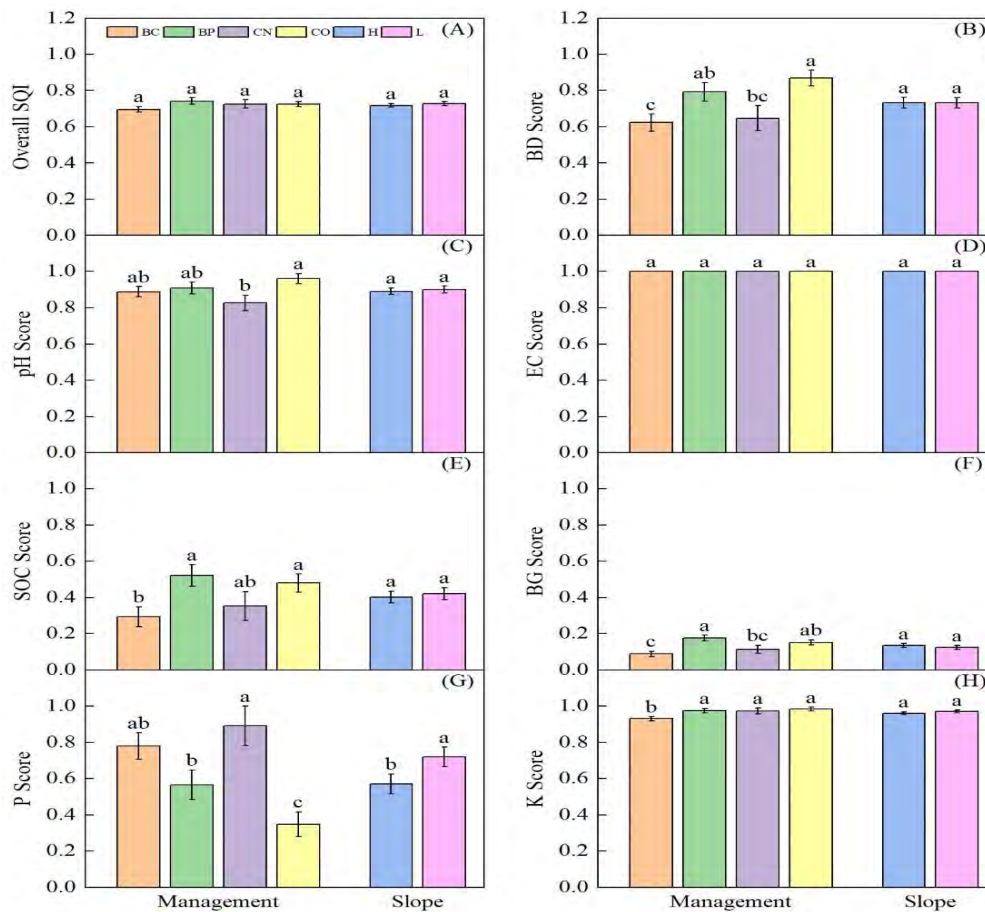 1.2
1.0
0.8
0.6
0.4
0.2
0.0
Overall SQI
BC BP CN CO H L
(A)
a a a a a a
1.2
1.0
0.8
0.6
0.4
0.2
0.0
BD Score
(B)
c ab bc a a a
1.0
0.8
0.6
0.4
0.2
0.0
pH Score
(C)
ab ab b a a a
1.0
0.8
0.6
0.4
0.2
0.0
EC Score
(D)
a a a a a a
1.0
0.8
0.6
0.4
0.2
0.0
SOC Score
(E)
b a ab a a a
1.0
0.8
0.6
0.4
0.2
0.0
BG Score
(F)
c a bc ab a a
1.0
0.8
0.6
0.4
0.2
0.0
P Score
(G)
ab b a c b a
Management Slope
1.0
0.8
0.6
0.4
0.2
0.0
K Score
(H)
b a a a a a
Management Slope